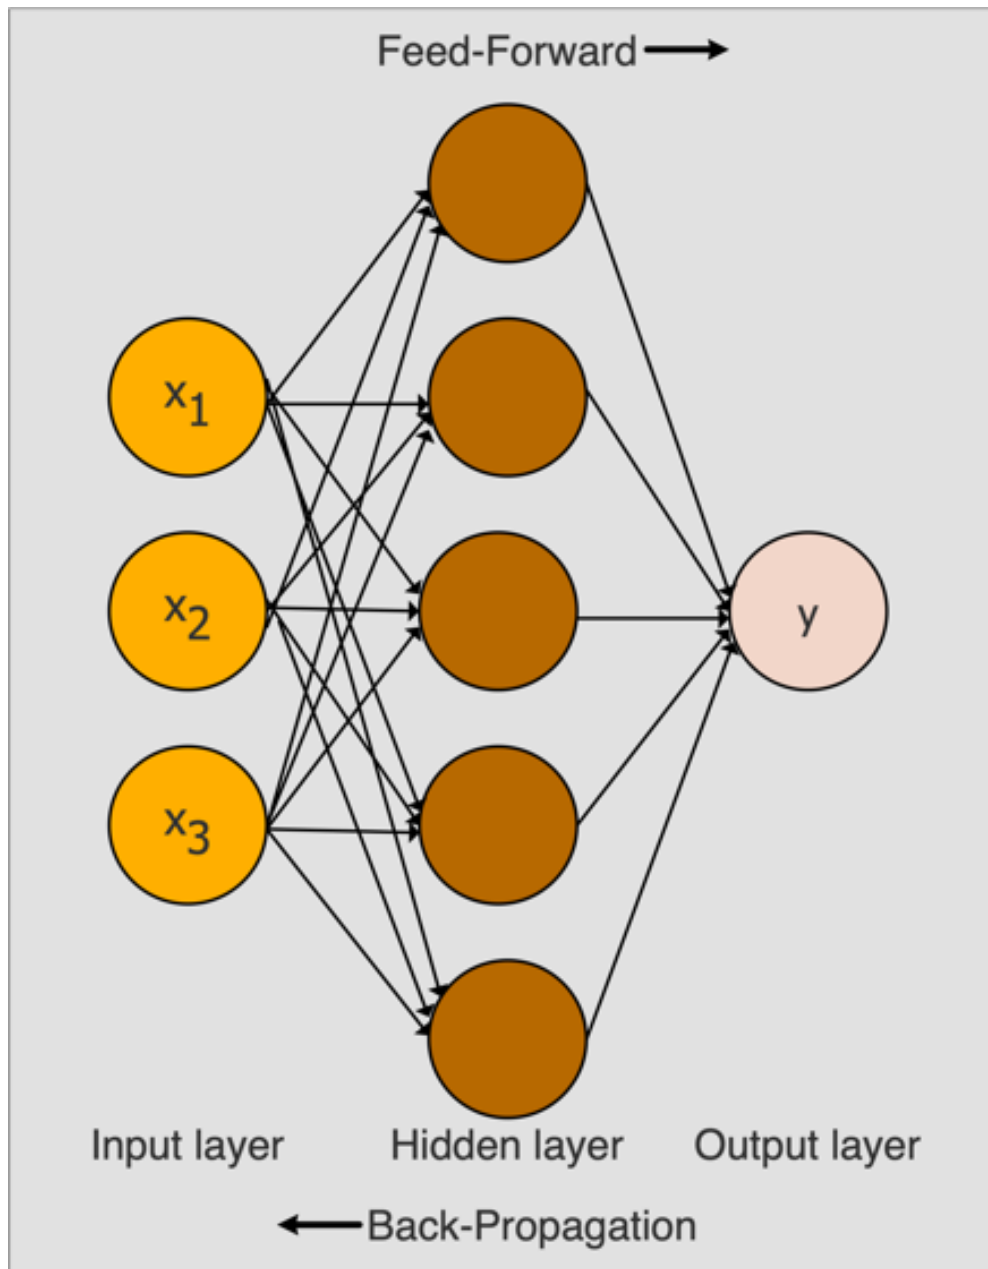 Feed-Forward
x1
x2
y
x3
Input layer Hidden layer Output layer
Back-Propagation